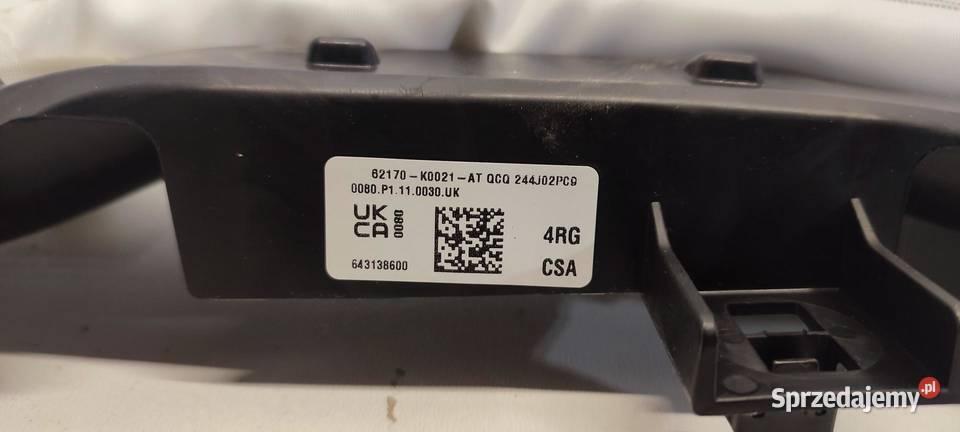 62170-K0021-AT QCQ 244J02PC9
0080.P1.11.0030.UK
UK
CA
0080
4RG
643138600
CSA
Sprzedajemy.pl